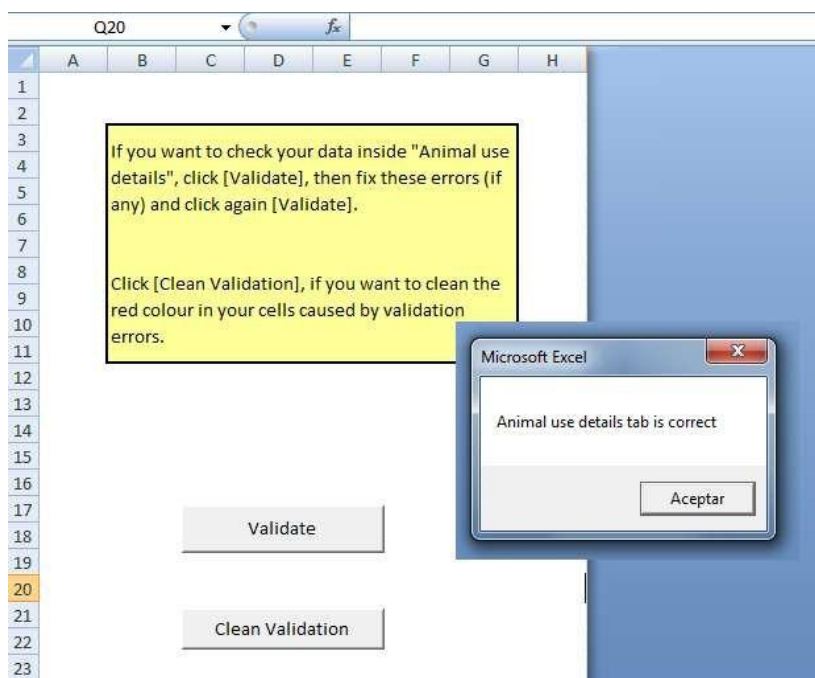 Q20 fx
A B C D E F G H
1
2
3
4
5
6
7
8
9
10
11
12
13
14
15
16
17
18
19
20
21
22
23
If you want to check your data inside "Animal use
details", click [Validate], then fix these errors (if
any) and click again [Validate].
Click [Clean Validation], if you want to clean the
red colour in your cells caused by validation
errors.
Microsoft Excel
Animal use details tab is correct
Aceptar
Validate
Clean Validation